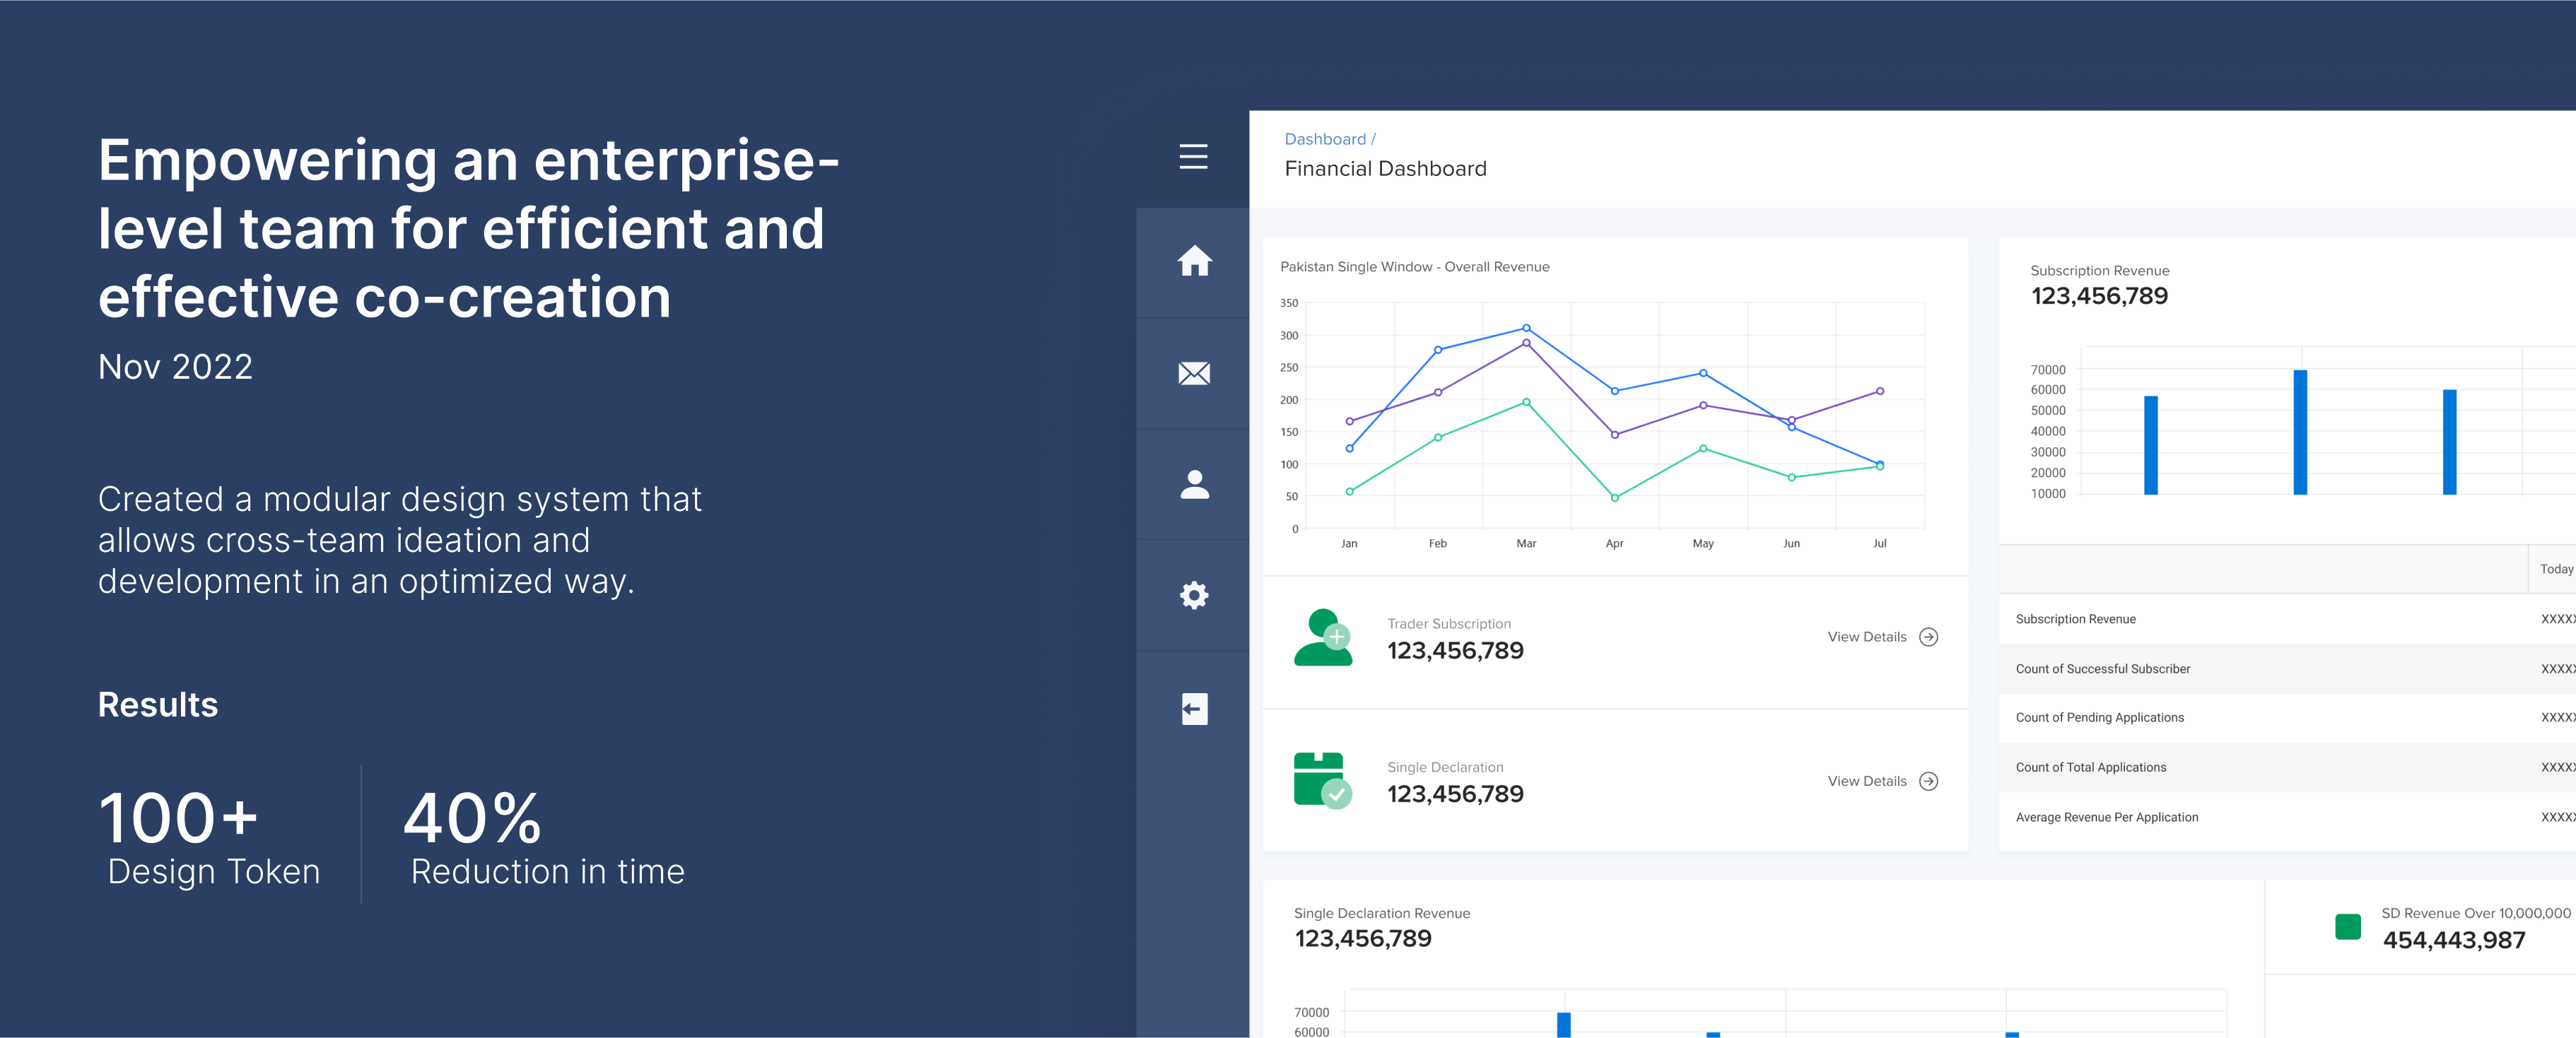 Empowering an enterprise-
level team for efficient and
effective co-creation
Nov 2022
Created a modular design system that
allows cross-team ideation and
development in an optimized way.
Results
100+
Design Token
40%
Reduction in time
Dashboard /
Financial Dashboard
Pakistan Single Window - Overall Revenue
350
300
250
200
150
100
50
0
Jan Feb Mar Apr May Jun Jul
Trader Subscription
123,456,789
View Details
Single Declaration
123,456,789
View Details
Subscription Revenue
123,456,789
70000
60000
50000
40000
30000
20000
10000
Today
Subscription Revenue XXXXX
Count of Successful Subscriber XXXXX
Count of Pending Applications XXXXX
Count of Total Applications XXXXX
Average Revenue Per Application XXXXX
Single Declaration Revenue
123,456,789
70000
60000
SD Revenue Over 10,000,000
454,443,987